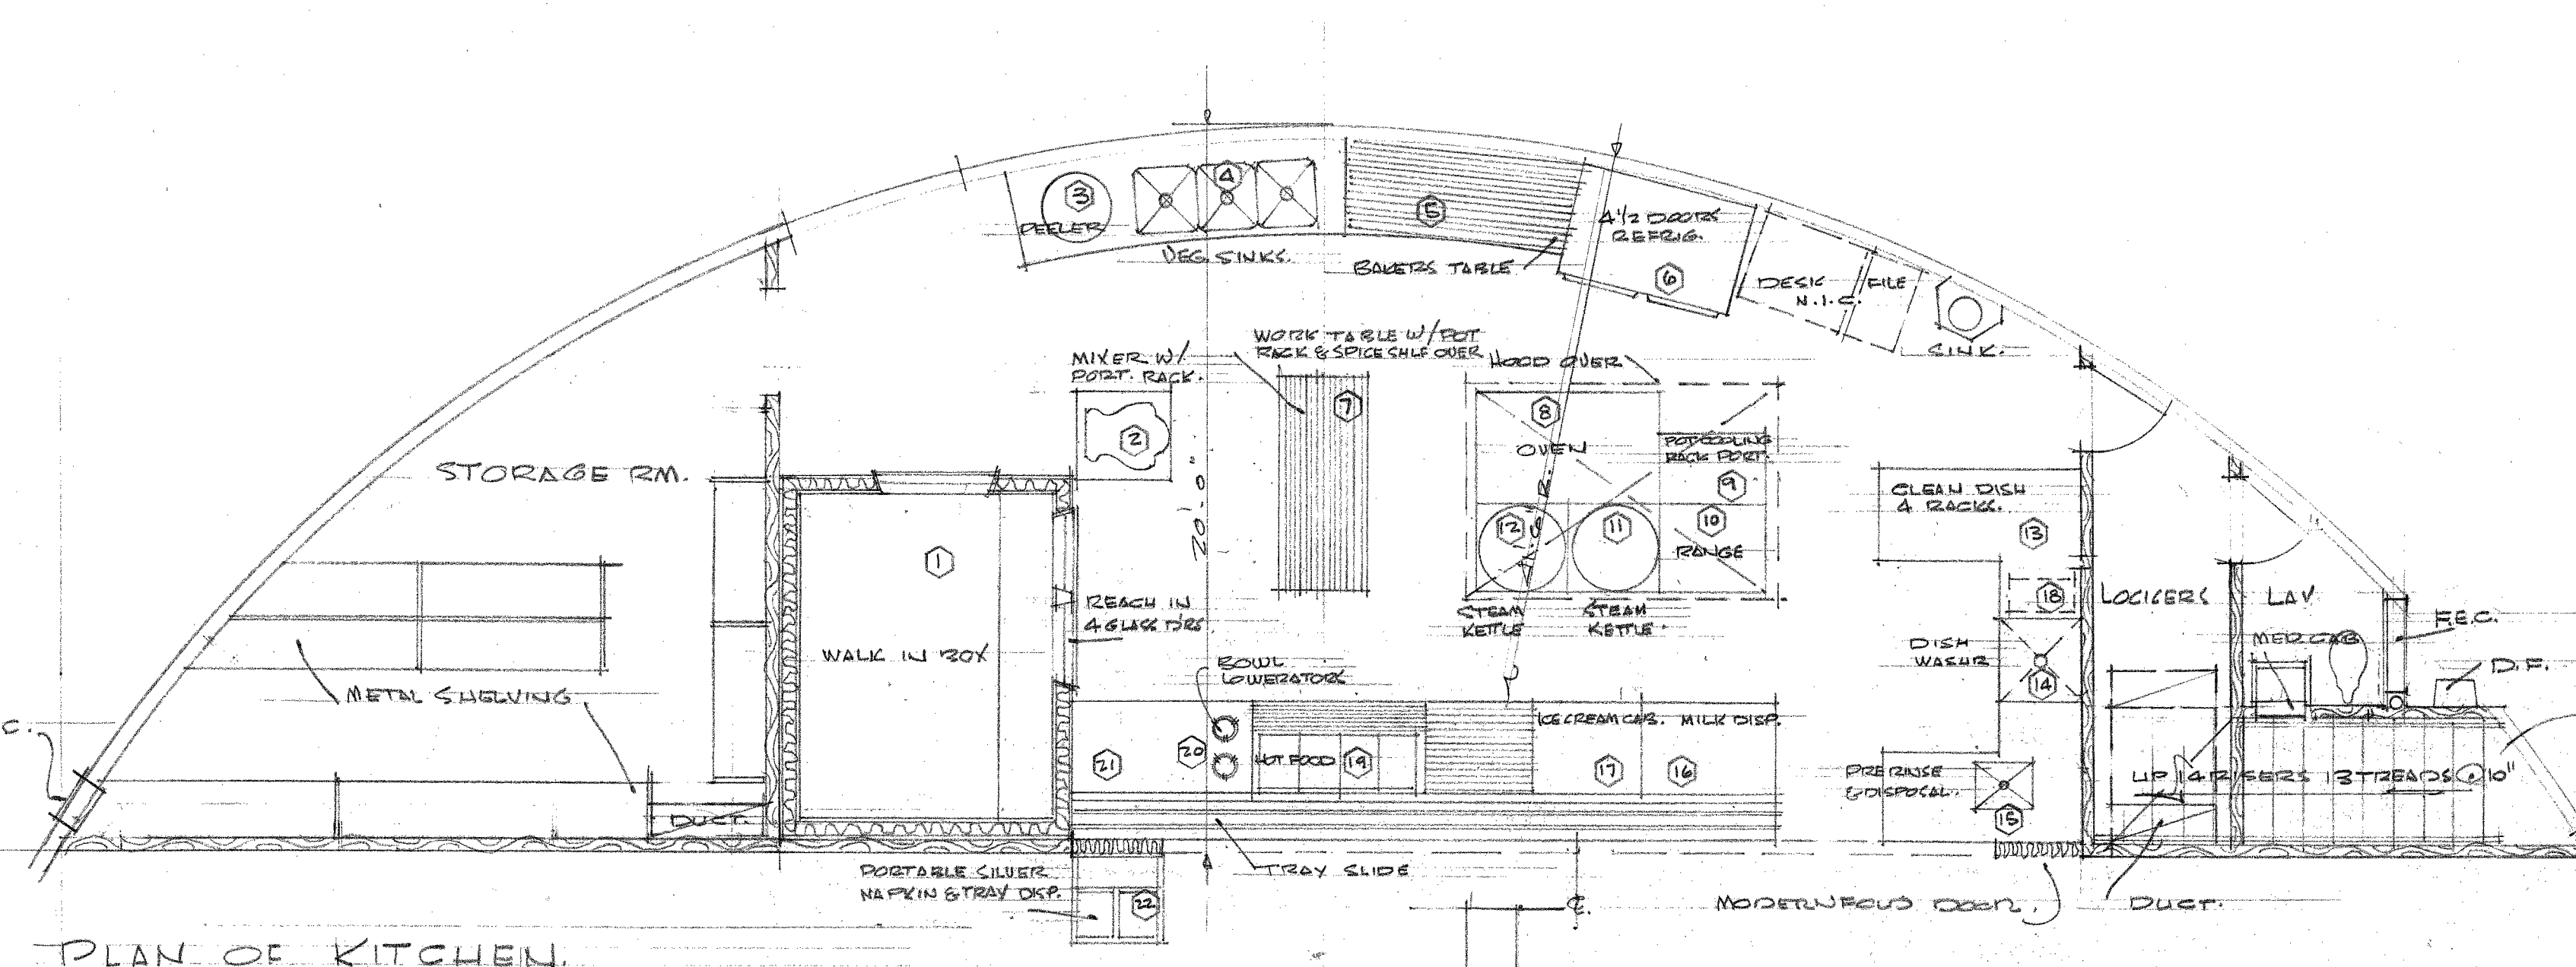 3
PEELER
4
VEG. SINKS.
5
BAKERS TABLE
4 1/2 DOORS
REFRIG.
6
DESK
N.I.C.
FILE
SINK.
MIXER W/
PORT. RACK.
2
WORK TABLE W/POT
RACK & SPICE SHLF OVER
7
HOOD OVER
8
OVEN
POT COOLING
RACK PORT.
9
10
RANGE
12
11
STEAM
KETTLE
STEAM
KETTLE.
20'-0"
STORAGE RM.
METAL SHELVING
DUCT.
C.
1
WALK IN BOX
REACH IN
4 GLASS DRS
BOWL
LOWERATORS
21
20
HOT FOOD
19
ICE CREAM CAB.
MILK DISP.
17
16
TRAY SLIDE
PORTABLE SILVER
NAPKIN & TRAY DISP.
22
CLEAN DISH
4 RACKS.
13
18
DISH
WASHR
14
PRE RINSE
& DISPOSAL.
15
LOCKERS
LAV
MED CAB
F.E.C.
D.F.
UP 14 RISERS 13 TREADS @ 10"
MODERNFOLD DOOR.
DUCT.
PLAN OF KITCHEN.